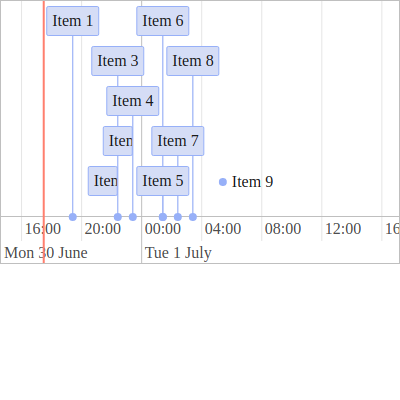 Item 1
Item 6
Item 3
Item 8
Item 4
Item 7
Item 5
Item 9
16:00
20:00
00:00
04:00
08:00
12:00
Mon 30 June
Tue 1 July